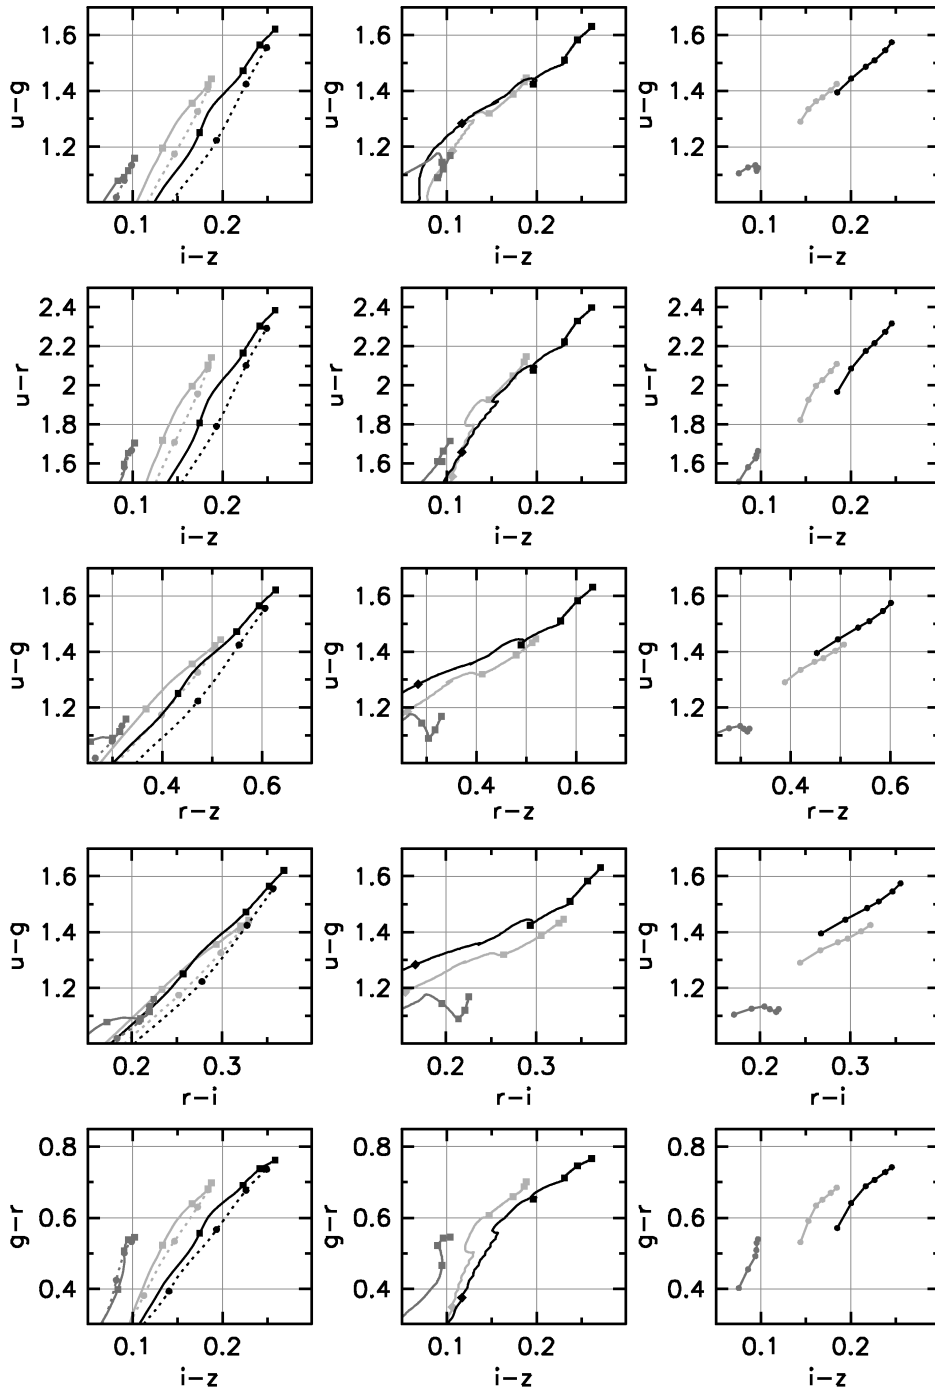 1.6 1.6 1.6
u-g u-g u-g
1.4 1.4 1.4
1.2 1.2 1.2
0.1 0.2 0.1 0.2 0.1 0.2
i-z i-z i-z
2.4 2.4 2.4
2.2 2.2 2.2
u-r u-r u-r
2 2 2
1.8 1.8 1.8
1.6 1.6 1.6
0.1 0.2 0.1 0.2 0.1 0.2
i-z i-z i-z
1.6 1.6 1.6
u-g u-g u-g
1.4 1.4 1.4
1.2 1.2 1.2
0.4 0.6 0.4 0.6 0.4 0.6
r-z r-z r-z
1.6 1.6 1.6
u-g u-g u-g
1.4 1.4 1.4
1.2 1.2 1.2
0.2 0.3 0.2 0.3 0.2 0.3
r-i r-i r-i
0.8 0.8 0.8
g-r g-r g-r
0.6 0.6 0.6
0.4 0.4 0.4
0.1 0.2 0.1 0.2 0.1 0.2
i-z i-z i-z